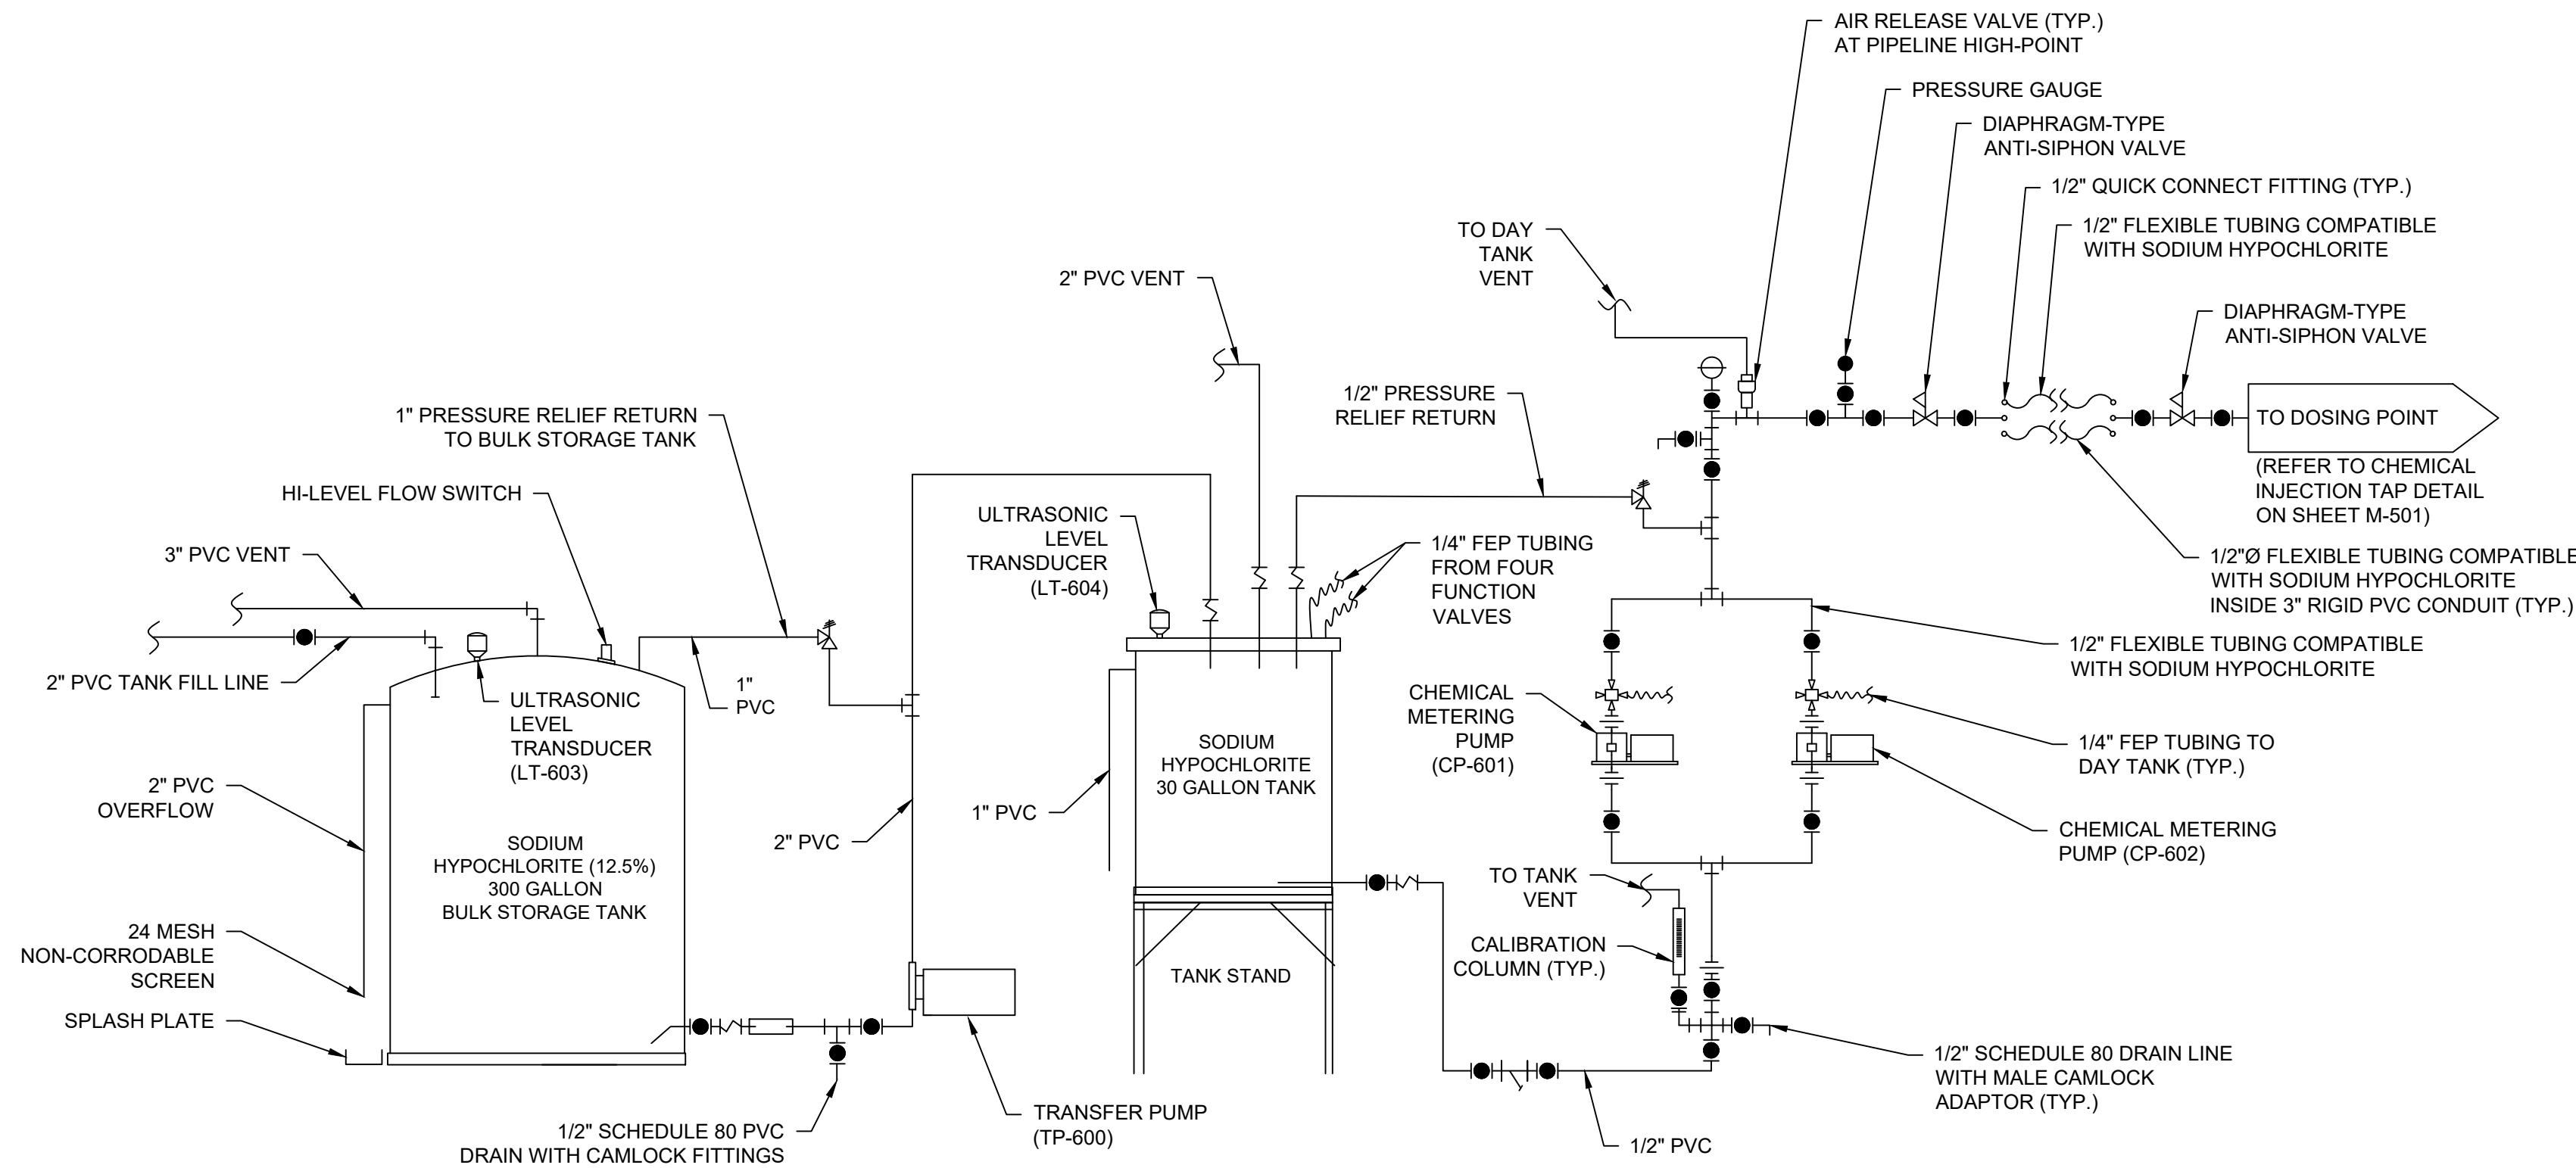 AIR RELEASE VALVE (TYP.)
AT PIPELINE HIGH-POINT
PRESSURE GAUGE
DIAPHRAGM-TYPE
ANTI-SIPHON VALVE
1/2" QUICK CONNECT FITTING (TYP.)
1/2" FLEXIBLE TUBING COMPATIBLE
WITH SODIUM HYPOCHLORITE
TO DAY
TANK
VENT
2" PVC VENT
DIAPHRAGM-TYPE
ANTI-SIPHON VALVE
1/2" PRESSURE
RELIEF RETURN
1" PRESSURE RELIEF RETURN
TO BULK STORAGE TANK
TO DOSING POINT
(REFER TO CHEMICAL
INJECTION TAP DETAIL
ON SHEET M-501)
HI-LEVEL FLOW SWITCH
ULTRASONIC
LEVEL
TRANSDUCER
(LT-604)
1/4" FEP TUBING
FROM FOUR
FUNCTION
VALVES
3" PVC VENT
1/2"Ø FLEXIBLE TUBING COMPATIBLE
WITH SODIUM HYPOCHLORITE
INSIDE 3" RIGID PVC CONDUIT (TYP.)
1/2" FLEXIBLE TUBING COMPATIBLE
WITH SODIUM HYPOCHLORITE
2" PVC TANK FILL LINE
ULTRASONIC
LEVEL
TRANSDUCER
(LT-603)
1"
PVC
CHEMICAL
METERING
PUMP
(CP-601)
SODIUM
HYPOCHLORITE
30 GALLON TANK
1/4" FEP TUBING TO
DAY TANK (TYP.)
2" PVC
OVERFLOW
1" PVC
2" PVC
SODIUM
HYPOCHLORITE (12.5%)
300 GALLON
BULK STORAGE TANK
CHEMICAL METERING
PUMP (CP-602)
TO TANK
VENT
24 MESH
NON-CORRODABLE
SCREEN
CALIBRATION
COLUMN (TYP.)
TANK STAND
SPLASH PLATE
1/2" SCHEDULE 80 DRAIN LINE
WITH MALE CAMLOCK
ADAPTOR (TYP.)
TRANSFER PUMP
(TP-600)
1/2" SCHEDULE 80 PVC
DRAIN WITH CAMLOCK FITTINGS
1/2" PVC